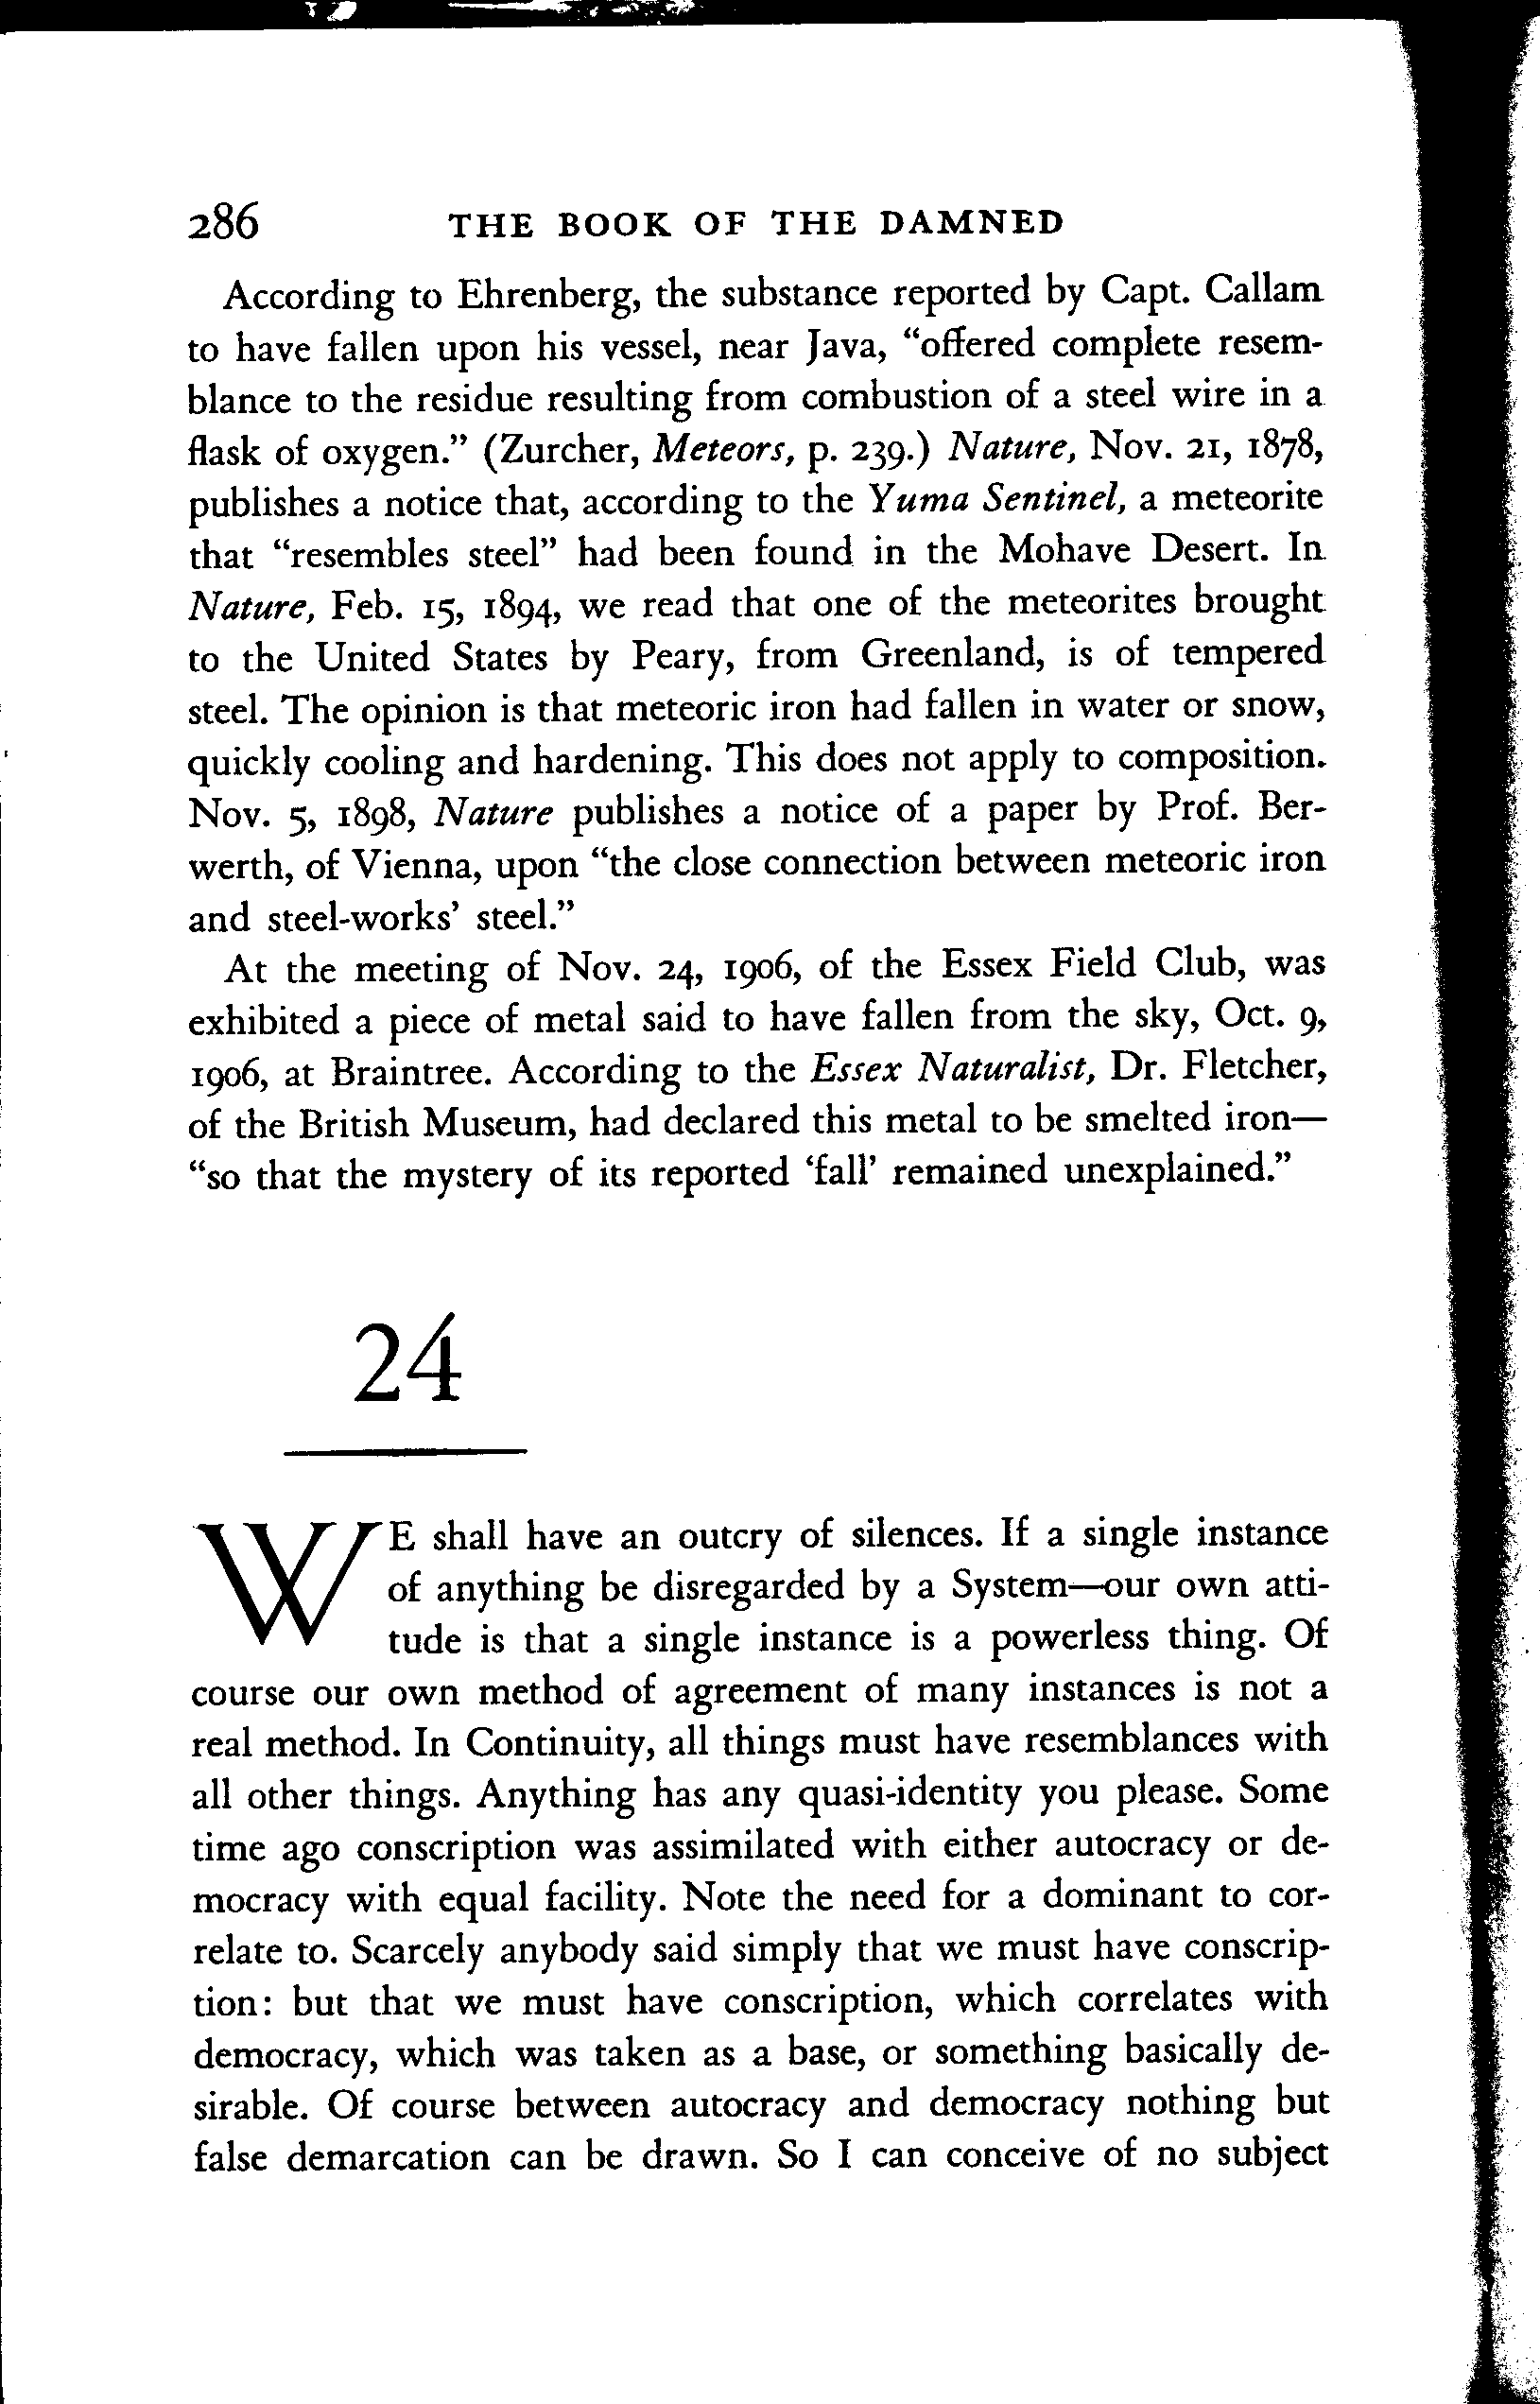 286 THE BOOK OF THE DAMNED
According to Ehrenberg, the substance reported by Capt. Callam
to have fallen upon his vessel, near Java, “offered complete resem-
blance to the residue resulting from combustion of a steel wire in a
flask of oxygen.” (Zurcher, Meteors, p. 239.) Nature, Nov. 21, 1878,
publishes a notice that, according to the Yuma Sentinel, a meteorite
that “resembles steel” had been found in the Mohave Desert. In
Nature, Feb. 15, 1894, we read that one of the meteorites brought
to the United States by Peary, from Greenland, is of tempered
steel. The opinion is that meteoric iron had fallen in water or snow,
quickly cooling and hardening. This does not apply to composition.
Nov. 5, 1898, Nature publishes a notice of a paper by Prof. Ber-
werth, of Vienna, upon “the close connection between meteoric iron
and steel-works’ steel.”
At the meeting of Nov. 24, 1906, of the Essex Field Club, was
exhibited a piece of metal said to have fallen from the sky, Oct. 9,
1906, at Braintree. According to the Essex Naturalist, Dr. Fletcher,
of the British Museum, had declared this metal to be smelted iron—
“so that the mystery of its reported ‘fall’ remained unexplained.”
24
WE shall have an outcry of silences. If a single instance
of anything be disregarded by a System—our own atti-
tude is that a single instance is a powerless thing. Of
course our own method of agreement of many instances is not a
real method. In Continuity, all things must have resemblances with
all other things. Anything has any quasi-identity you please. Some
time ago conscription was assimilated with either autocracy or de-
mocracy with equal facility. Note the need for a dominant to cor-
relate to. Scarcely anybody said simply that we must have conscrip-
tion: but that we must have conscription, which correlates with
democracy, which was taken as a base, or something basically de-
sirable. Of course between autocracy and democracy nothing but
false demarcation can be drawn. So I can conceive of no subject